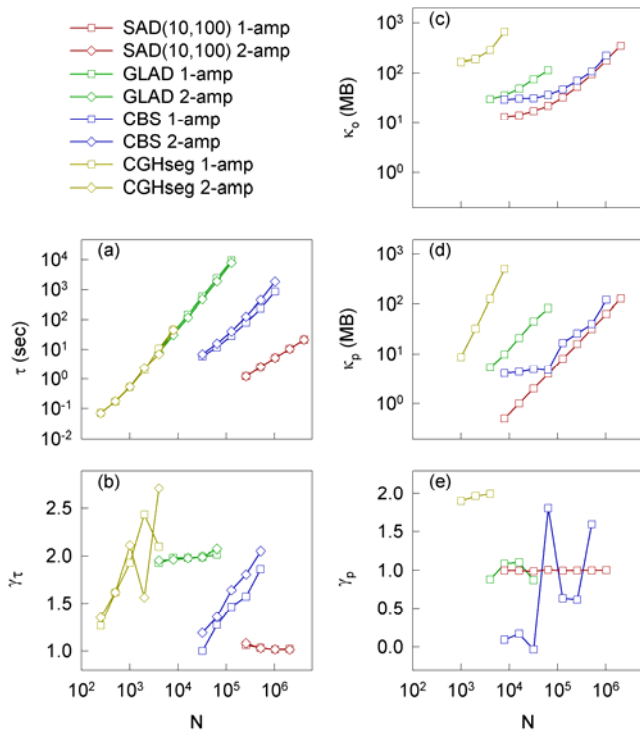 SAD(10,100) 1-amp
SAD(10,100) 2-amp
GLAD 1-amp
GLAD 2-amp
CBS 1-amp
CBS 2-amp
CGHseg 1-amp
CGHseg 2-amp
(c)
κo (MB)
10³
10²
10¹
10⁰
(a)
τ (sec)
10⁴
10³
10²
10¹
10⁰
10⁻¹
10⁻²
(d)
κp (MB)
10³
10²
10¹
10⁰
(b)
γτ
2.5
2.0
1.5
1.0
10² 10³ 10⁴ 10⁵ 10⁶
N
(e)
γp
2.0
1.5
1.0
0.5
0.0
10² 10³ 10⁴ 10⁵ 10⁶
N